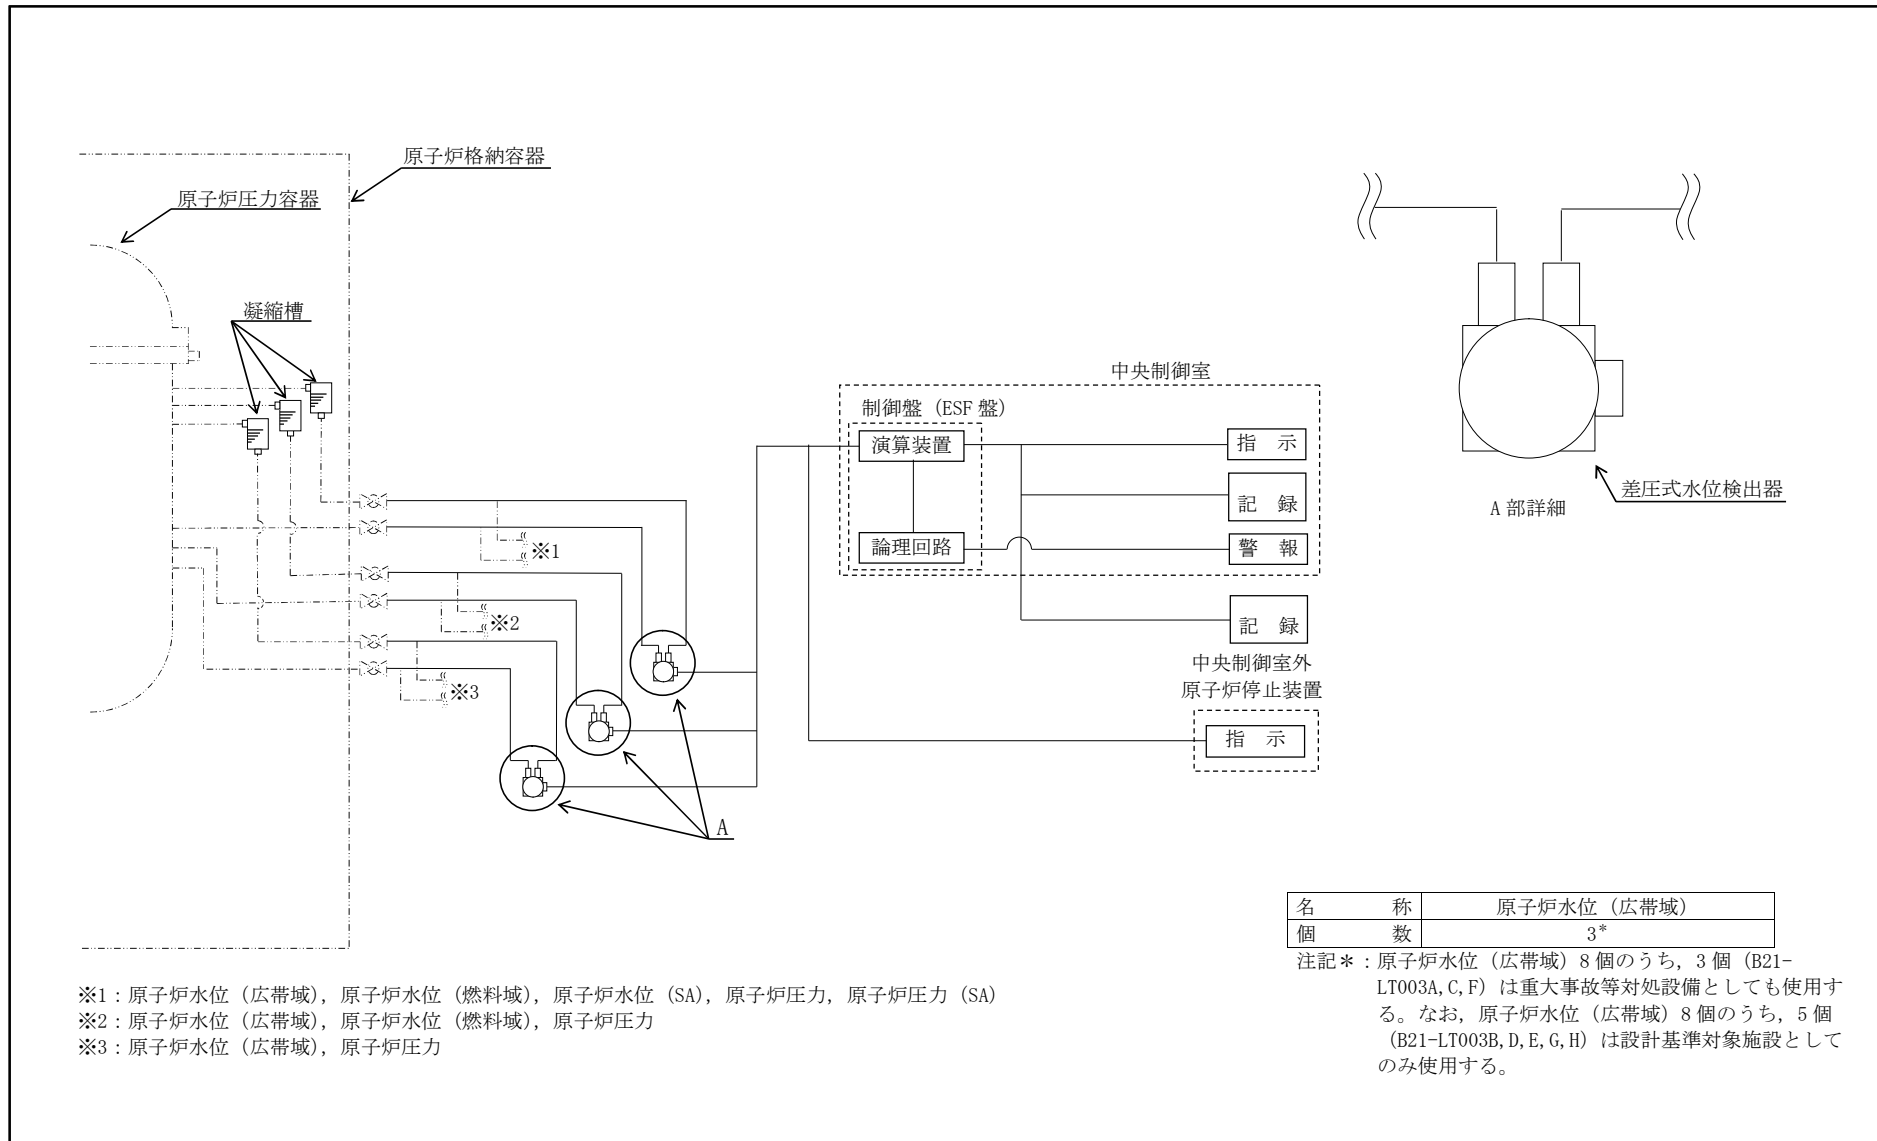 原子炉格納容器
原子炉圧力容器
凝縮槽
※1
※2
※3
A
中央制御室
制御盤（ESF 盤）
演算装置
論理回路
指　示
記　録
警　報
記　録
中央制御室外
原子炉停止装置
指　示
差圧式水位検出器
A 部詳細
名　称　原子炉水位（広帯域）
個　数　3*
注記＊：原子炉水位（広帯域）8 個のうち，3 個（B21-
LT003A,C,F）は重大事故等対処設備としても使用す
る。なお，原子炉水位（広帯域）8 個のうち，5 個
（B21-LT003B,D,E,G,H）は設計基準対象施設として
のみ使用する。
※1：原子炉水位（広帯域），原子炉水位（燃料域），原子炉水位（SA），原子炉圧力，原子炉圧力（SA）
※2：原子炉水位（広帯域），原子炉水位（燃料域），原子炉圧力
※3：原子炉水位（広帯域），原子炉圧力